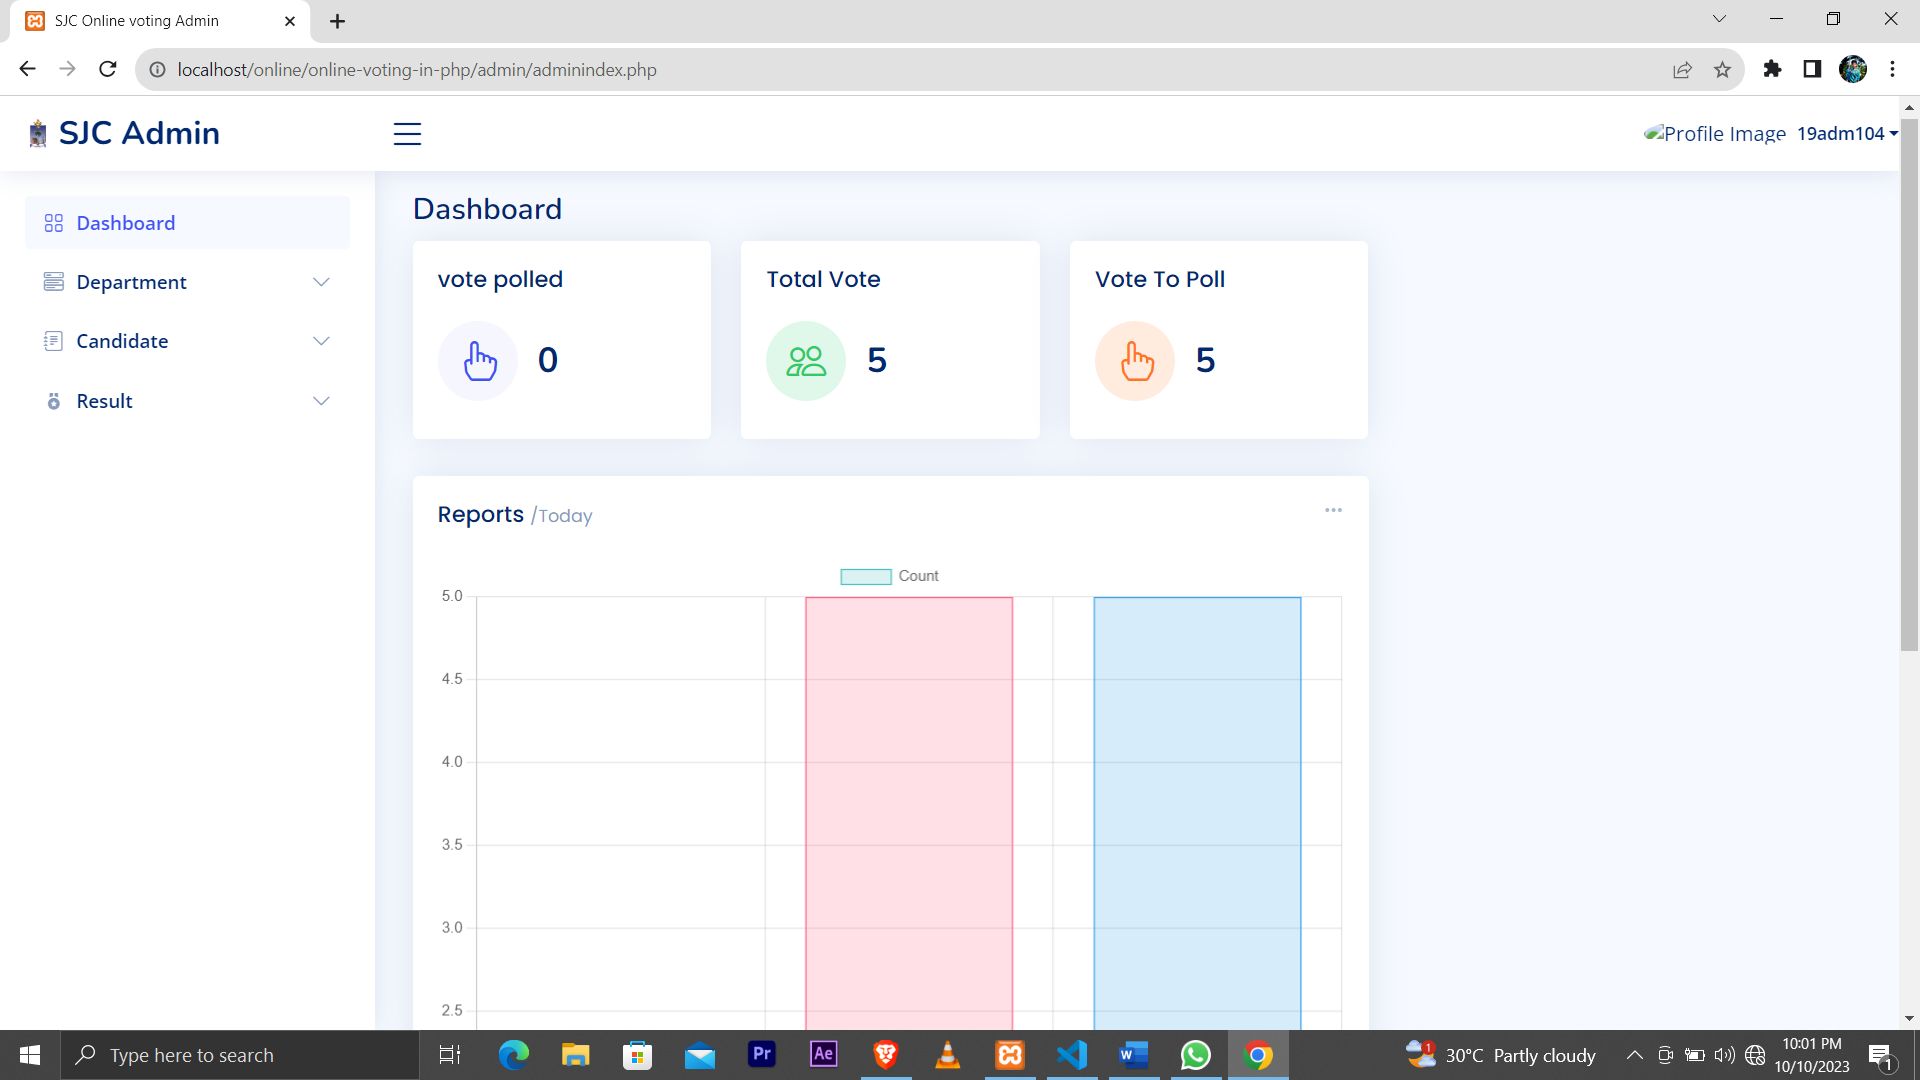 SJC Online voting Admin
localhost/online/online-voting-in-php/admin/adminindex.php
SJC Admin
Profile Image 19adm104
Dashboard
Department
Candidate
Result
Dashboard
vote polled
0
Total Vote
5
Vote To Poll
5
Reports /Today
Count
5.0
4.5
4.0
3.5
3.0
2.5
Type here to search
Pr
Ae
W
1
30°C Partly cloudy
10:01 PM
10/10/2023
1